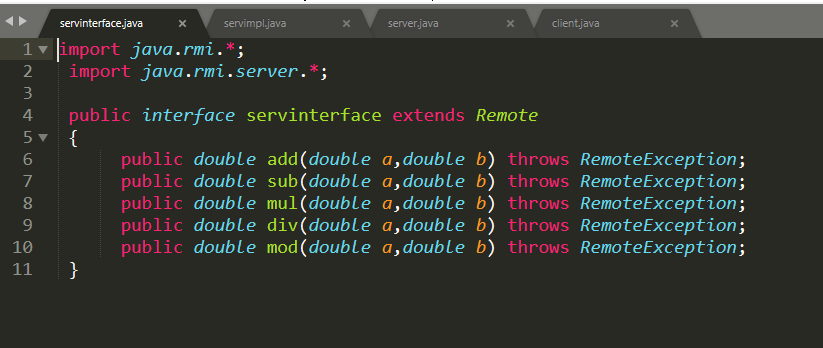 servinterface.java × servimpl.java × server.java × client.java ×
1 import java.rmi.*;
2 import java.rmi.server.*;
3
4 public interface servinterface extends Remote
5 {
6 public double add(double a,double b) throws RemoteException;
7 public double sub(double a,double b) throws RemoteException;
8 public double mul(double a,double b) throws RemoteException;
9 public double div(double a,double b) throws RemoteException;
10 public double mod(double a,double b) throws RemoteException;
11 }